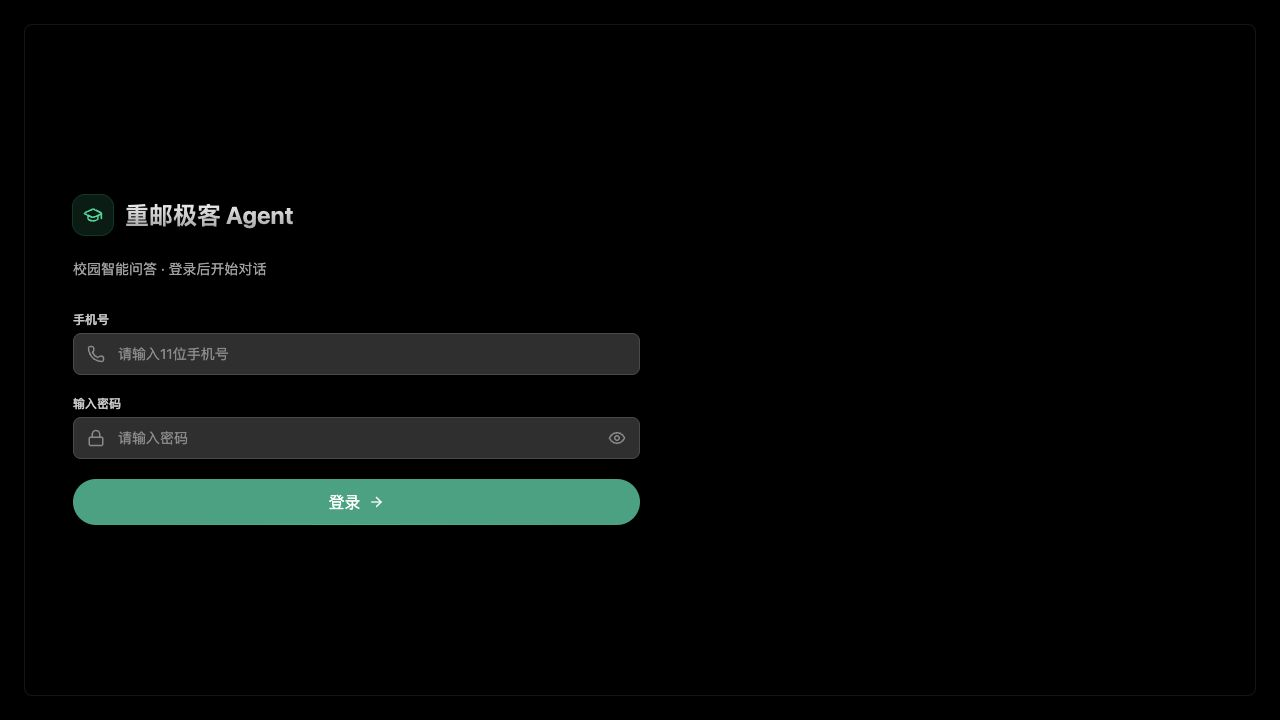 重邮极客 Agent
校园智能问答 · 登录后开始对话
手机号
请输入11位手机号
输入密码
请输入密码
登录 →